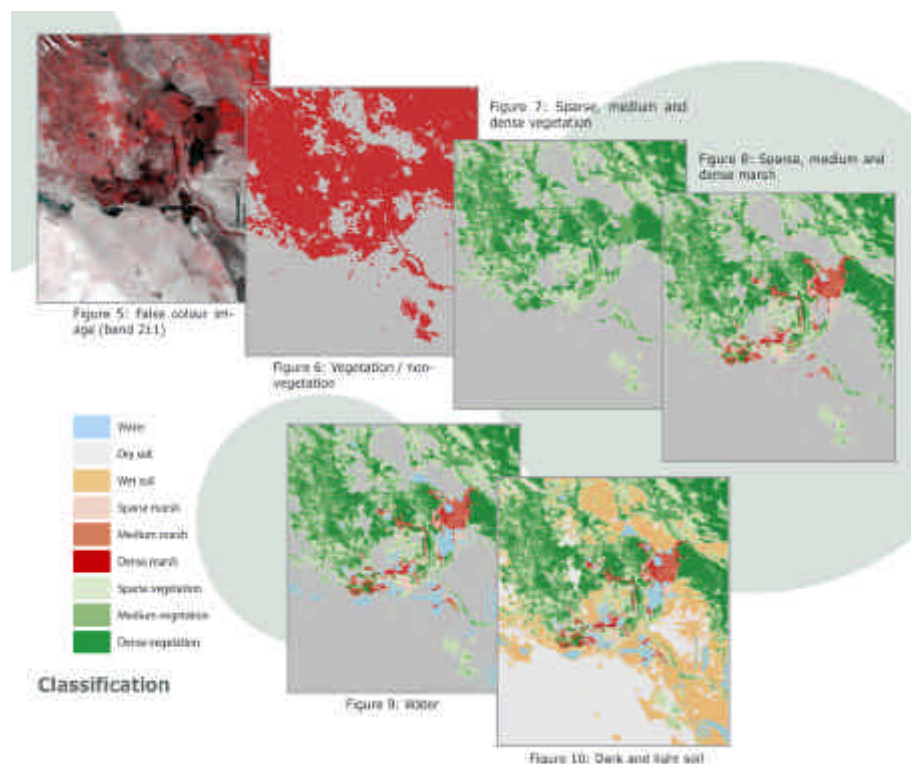 Figure 7: Sparse, medium and
dense vegetation
Figure 8: Sparse, medium and
dense marsh
Figure 5: False colour im-
age (band 211)
Figure 6: Vegetation / non-
vegetation
Water
Dry soil
Wet soil
Sparse marsh
Medium marsh
Dense marsh
Sparse vegetation
Medium vegetation
Dense vegetation
Classification
Figure 9: Water
Figure 10: Dark and light soil